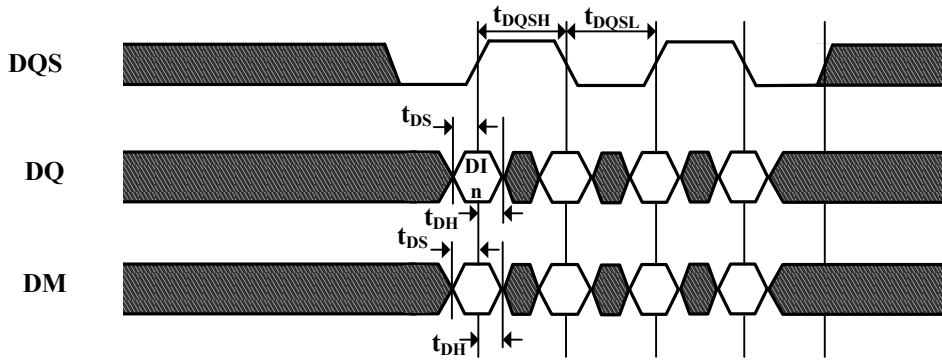 tDQSH tDQSL
DQS
tDS
DQ
DI
n
tDH
tDS
DM
tDH